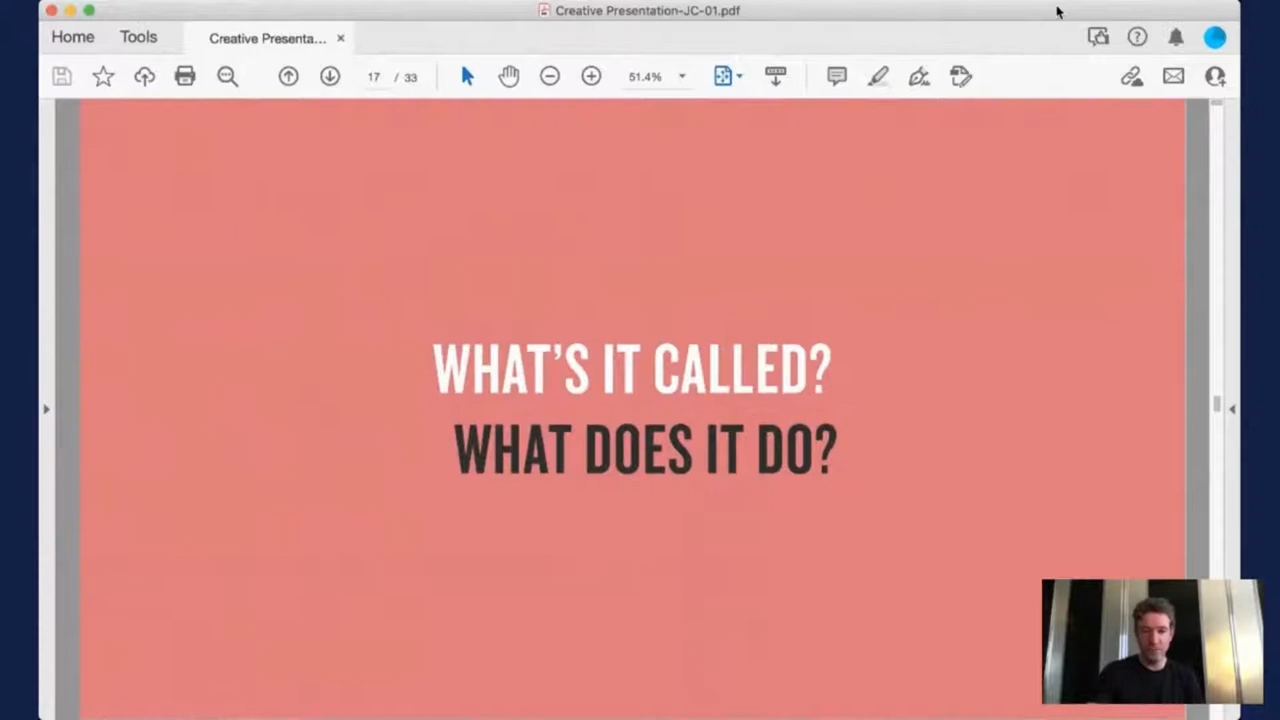 Creative Presentation-JC-01.pdf
Home Tools Creative Presenta... ×
17 / 33 51.4%
WHAT'S IT CALLED?
WHAT DOES IT DO?